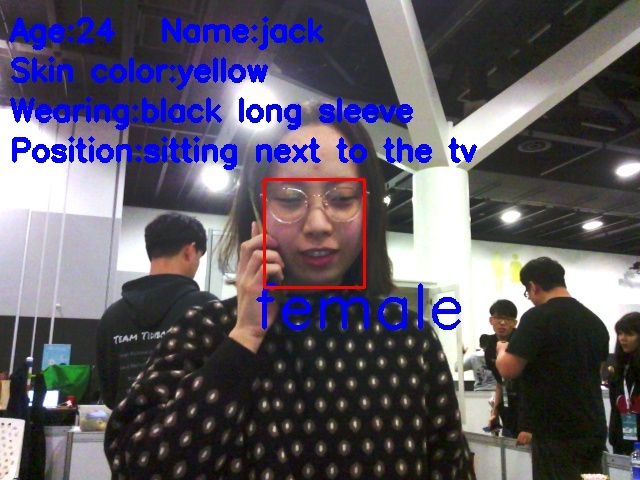 Age:24 Name:jack
Skin color:yellow
Wearing:black long sleeve
Position:sitting next to the tv
female
TEAM TIDBO